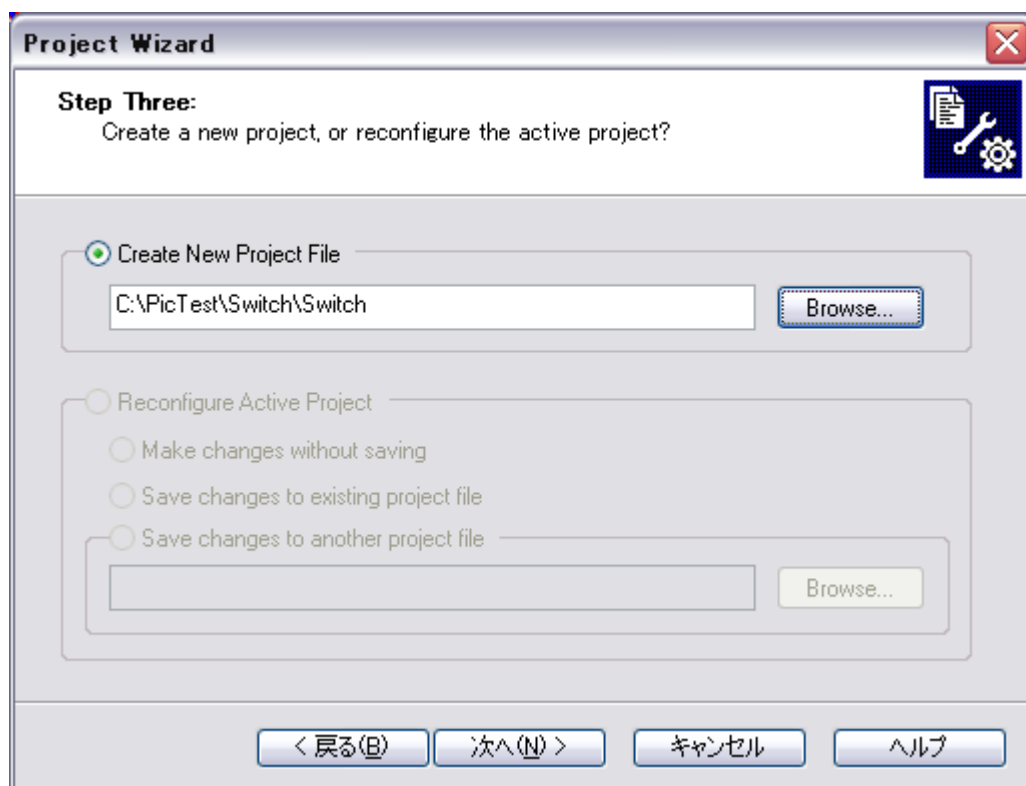 Project Wizard
Step Three:
Create a new project, or reconfigure the active project?
Create New Project File
C:\PicTest\Switch\Switch
Browse...
Reconfigure Active Project
Make changes without saving
Save changes to existing project file
Save changes to another project file
Browse...
< 戻る(B) 次へ(N) > キャンセル ヘルプ